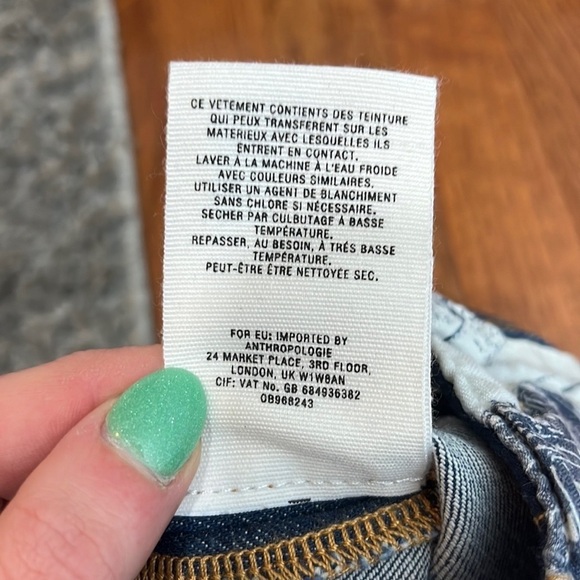 CE VETEMENT CONTIENTS DES TEINTURE
QUI PEUX TRANSFERENT SUR LES
MATERIEUX AVEC LESQUELLES ILS
ENTRENT EN CONTACT.
LAVER À LA MACHINE À L'EAU FROIDE
AVEC COULEURS SIMILAIRES.
UTILISER UN AGENT DE BLANCHIMENT
SANS CHLORE SI NÉCESSAIRE.
SECHER PAR CULBUTAGE À BASSE
TEMPÉRATURE.
REPASSER, AU BESOIN, À TRÉS BASSE
TEMPÉRATURE.
PEUT-ÊTRE ÊTRE NETTOYÉE SEC.
FOR EU: IMPORTED BY
ANTHROPOLOGIE
24 MARKET PLACE, 3RD FLOOR,
LONDON, UK W1W8AN
CIF: VAT No. GB 684936382
OB968243